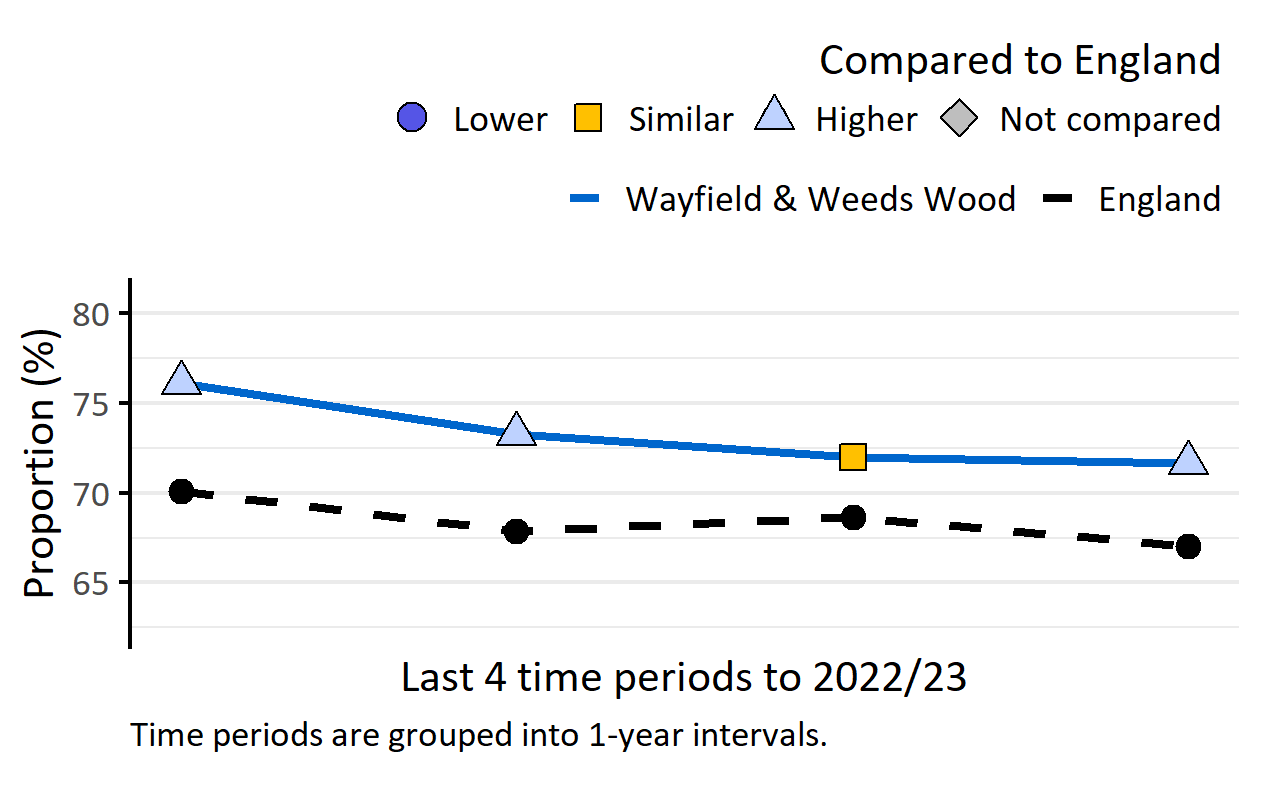 Compared to England
Lower Similar Higher Not compared
Wayfield & Weeds Wood England
80
75
70
65
Proportion (%)
Last 4 time periods to 2022/23
Time periods are grouped into 1-year intervals.